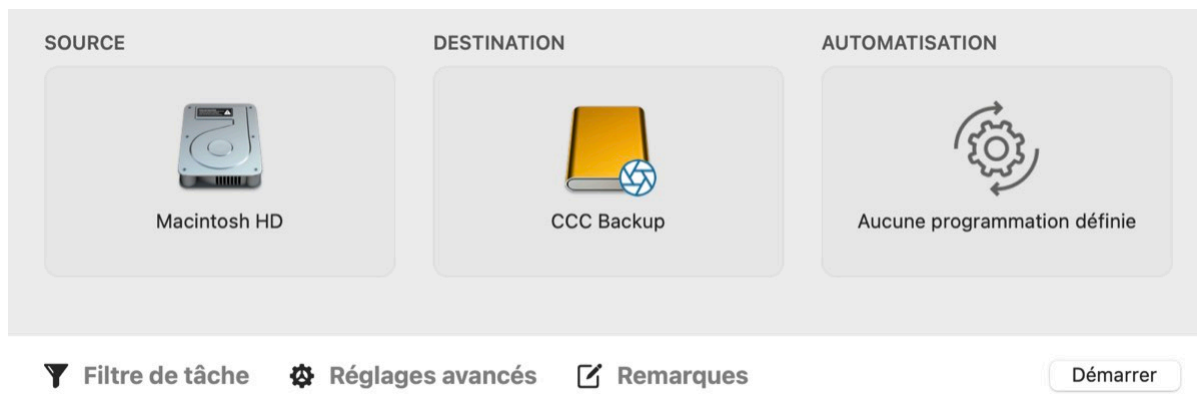 SOURCE
DESTINATION
AUTOMATISATION
Macintosh HD
CCC Backup
Aucune programmation définie
Filtre de tâche
Réglages avancés
Remarques
Démarrer